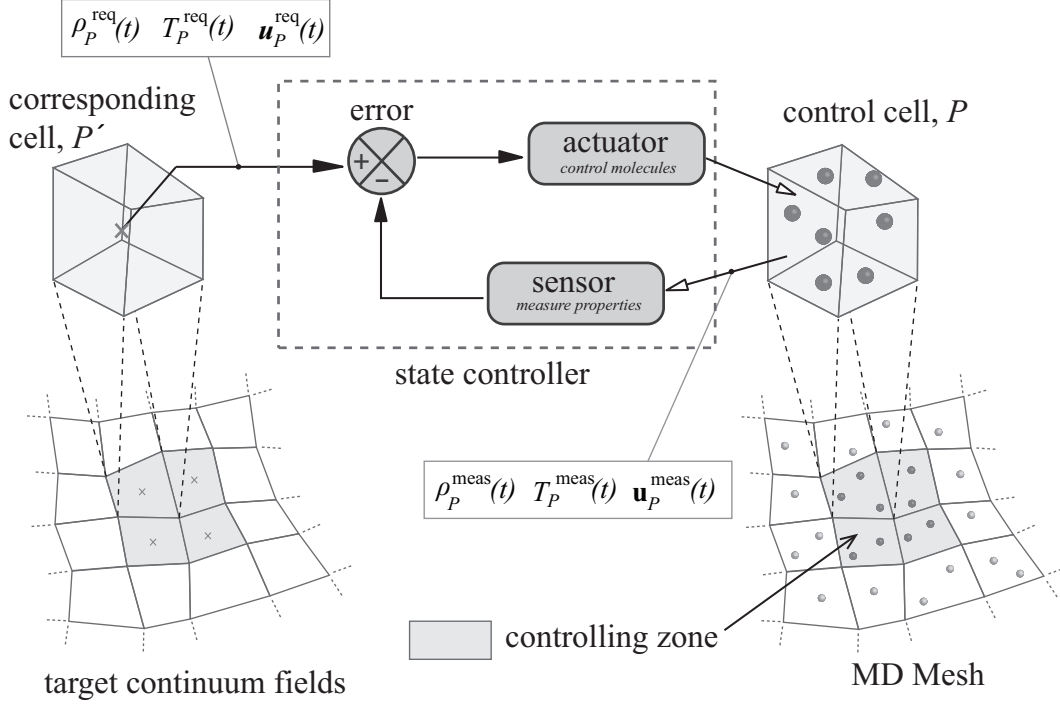 ρ_P^req(t) T_P^req(t) u_P^req(t)
corresponding
cell, P´
error
+
−
actuator
control molecules
control cell, P
sensor
measure properties
state controller
ρ_P^meas(t) T_P^meas(t) u_P^meas(t)
controlling zone
target continuum fields
MD Mesh